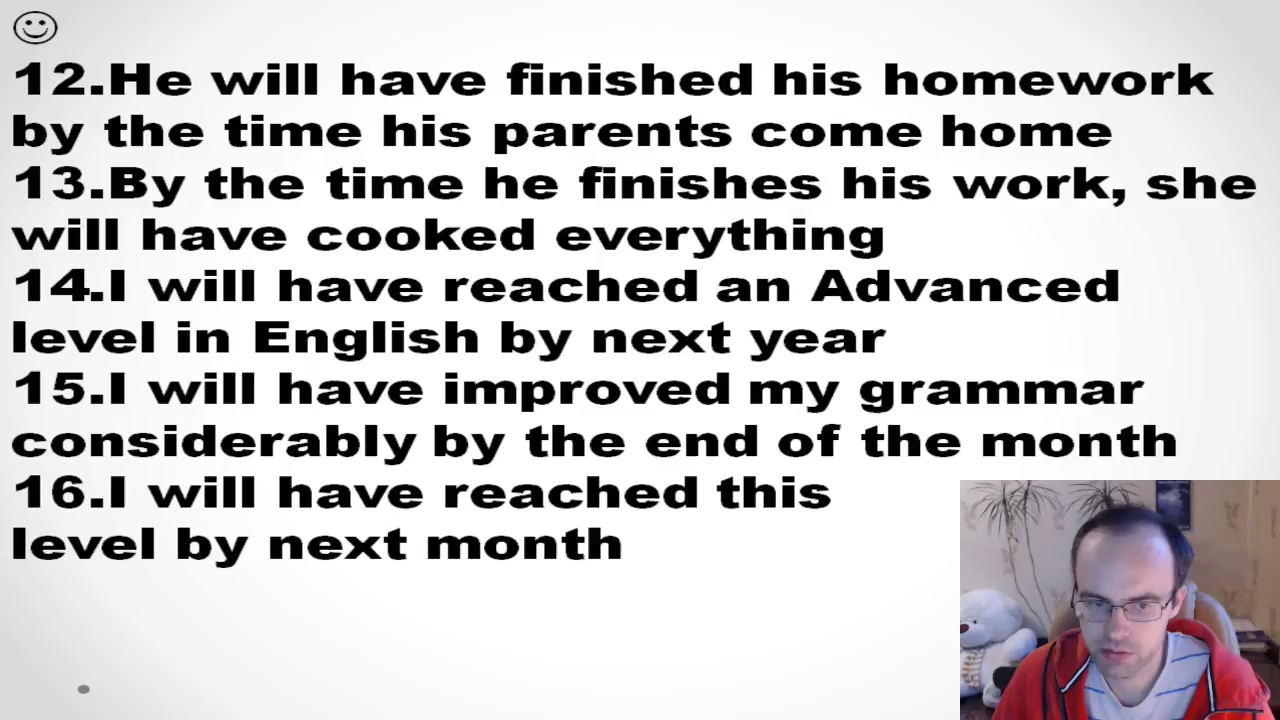 12.He will have finished his homework
by the time his parents come home
13.By the time he finishes his work, she
will have cooked everything
14.I will have reached an Advanced
level in English by next year
15.I will have improved my grammar
considerably by the end of the month
16.I will have reached this
level by next month